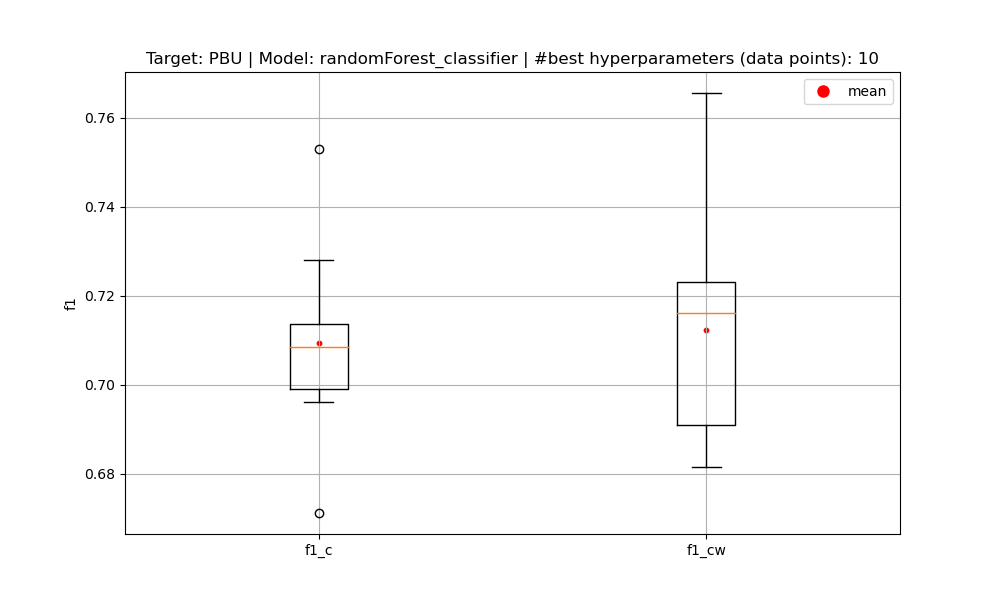 Target: PBU | Model: randomForest_classifier | #best hyperparameters (data points): 10
mean
0.76
0.74
0.72
0.70
0.68
f1
f1_c
f1_cw